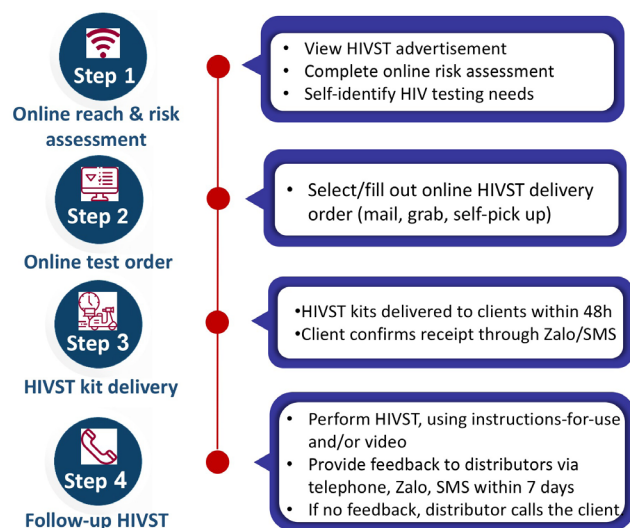 Step 1
Online reach & risk
assessment
• View HIVST advertisement
• Complete online risk assessment
• Self-identify HIV testing needs
Step 2
Online test order
• Select/fill out online HIVST delivery
order (mail, grab, self-pick up)
Step 3
HIVST kit delivery
•HIVST kits delivered to clients within 48h
•Client confirms receipt through Zalo/SMS
Step 4
Follow-up HIVST
• Perform HIVST, using instructions-for-use
and/or video
• Provide feedback to distributors via
telephone, Zalo, SMS within 7 days
• If no feedback, distributor calls the client